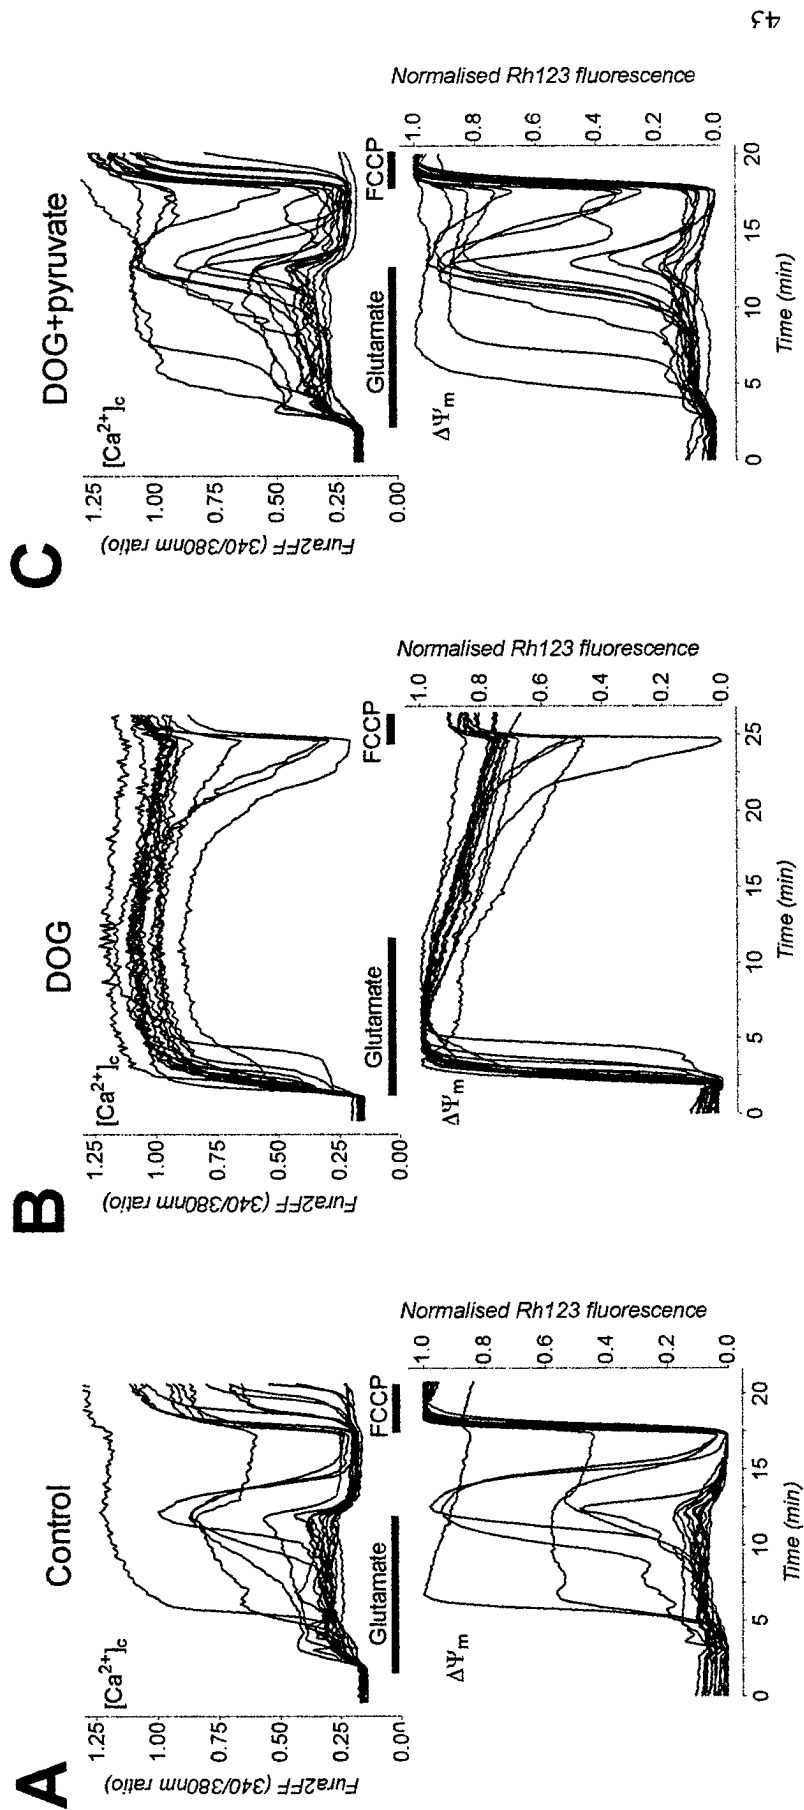 A
Control
[Ca2+]c
1.25
1.00
0.75
0.50
0.25
0.00
Fura2FF (340/380nm ratio)
Glutamate
FCCP
ΔΨm
1.0
0.8
0.6
0.4
0.2
0.0
Normalised Rh123 fluorescence
0 5 10 15 20
Time (min)
B
DOG
[Ca2+]c
1.25
1.00
0.75
0.50
0.25
0.00
Fura2FF (340/380nm ratio)
Glutamate
FCCP
ΔΨm
1.0
0.8
0.6
0.4
0.2
0.0
Normalised Rh123 fluorescence
0 5 10 15 20 25
Time (min)
C
DOG+pyruvate
[Ca2+]c
1.25
1.00
0.75
0.50
0.25
0.00
Fura2FF (340/380nm ratio)
Glutamate
FCCP
ΔΨm
1.0
0.8
0.6
0.4
0.2
0.0
Normalised Rh123 fluorescence
0 5 10 15 20
Time (min)
43